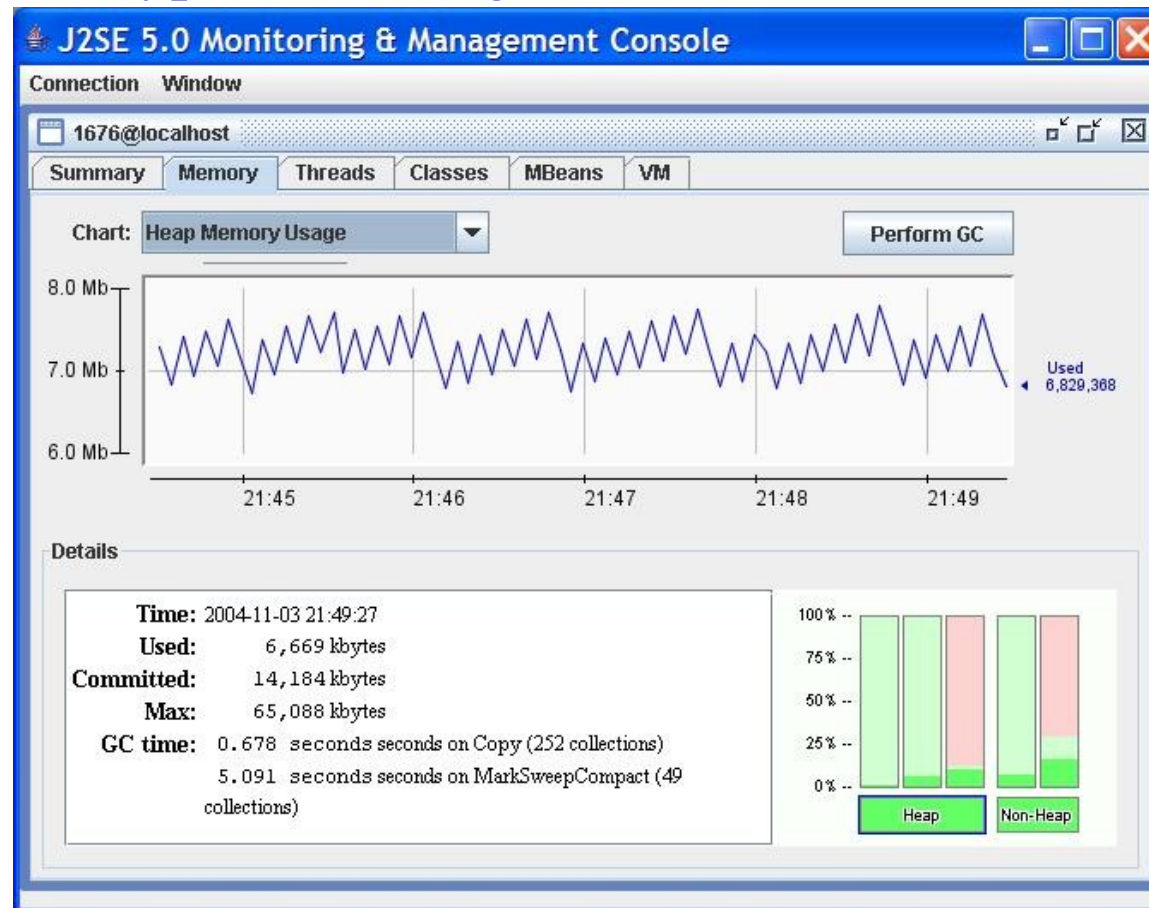 J2SE 5.0 Monitoring & Management Console
Connection Window
1676@localhost
Summary Memory Threads Classes MBeans VM
Chart: Heap Memory Usage Perform GC
8.0 Mb
7.0 Mb
6.0 Mb
Used
6,829,368
21:45 21:46 21:47 21:48 21:49
Details
Time: 2004-11-03 21:49:27
Used: 6,669 kbytes
Committed: 14,184 kbytes
Max: 65,088 kbytes
GC time: 0.678 seconds seconds on Copy (252 collections)
5.091 seconds seconds on MarkSweepCompact (49
collections)
100% --
75% --
50% --
25% --
0% --
Heap Non-Heap